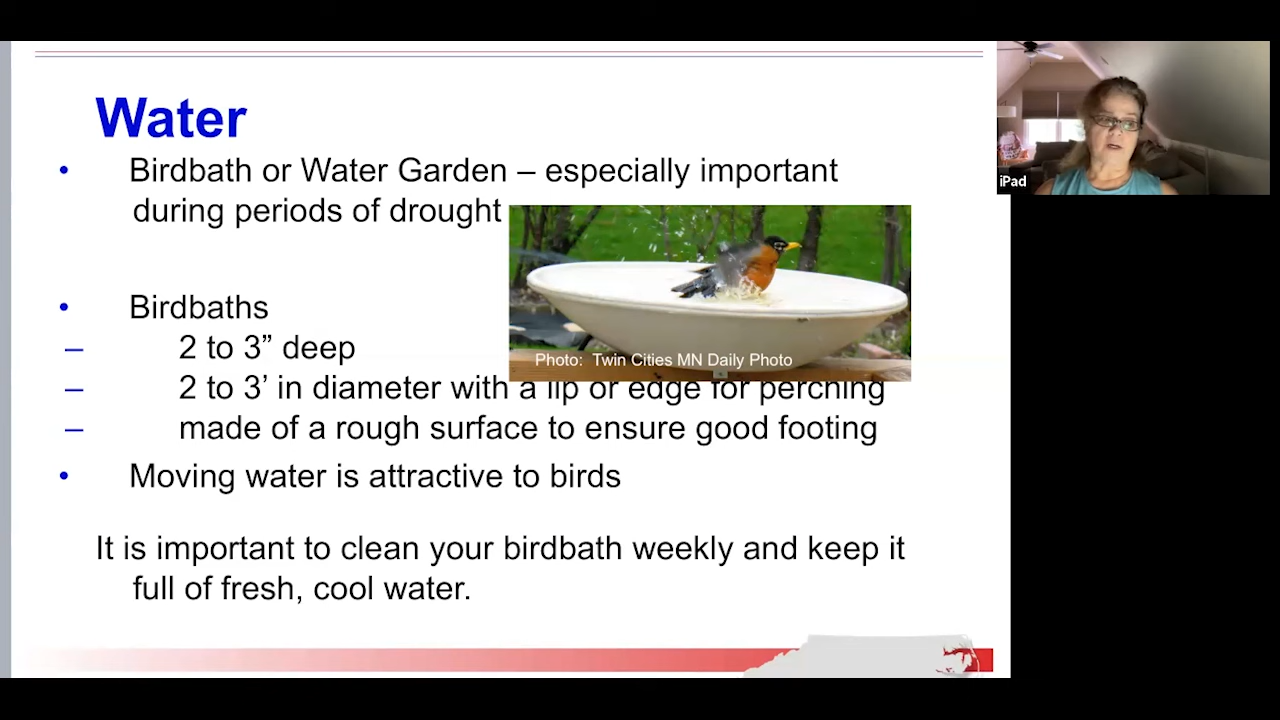 Water
• Birdbath or Water Garden – especially important
during periods of drought
• Birdbaths
– 2 to 3” deep
– 2 to 3’ in diameter with a lip or edge for perching
– made of a rough surface to ensure good footing
• Moving water is attractive to birds
It is important to clean your birdbath weekly and keep it
full of fresh, cool water.
Photo: Twin Cities MN Daily Photo
iPad